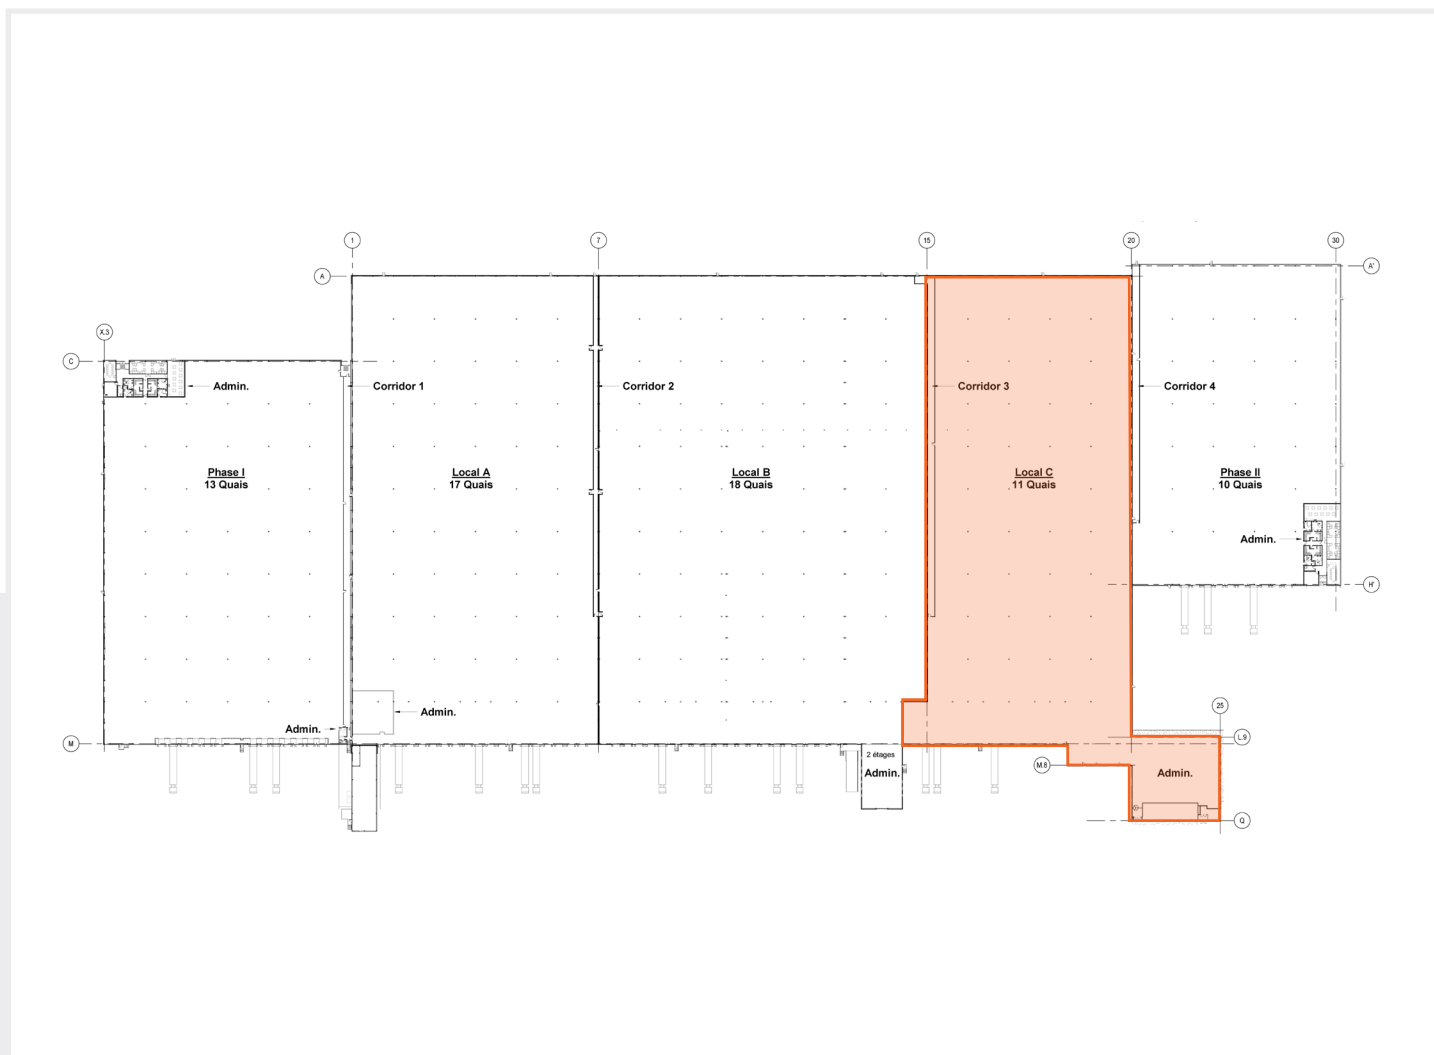 1
7
15
20
30
A
A'
X.3
C
Admin.
Corridor 1
Corridor 2
Corridor 3
Corridor 4
Phase I
13 Quais
Local A
17 Quais
Local B
18 Quais
Local C
11 Quais
Phase II
10 Quais
Admin.
H'
25
Admin.
Admin.
M
L.9
2 étages
Admin.
M.8
Admin.
Q